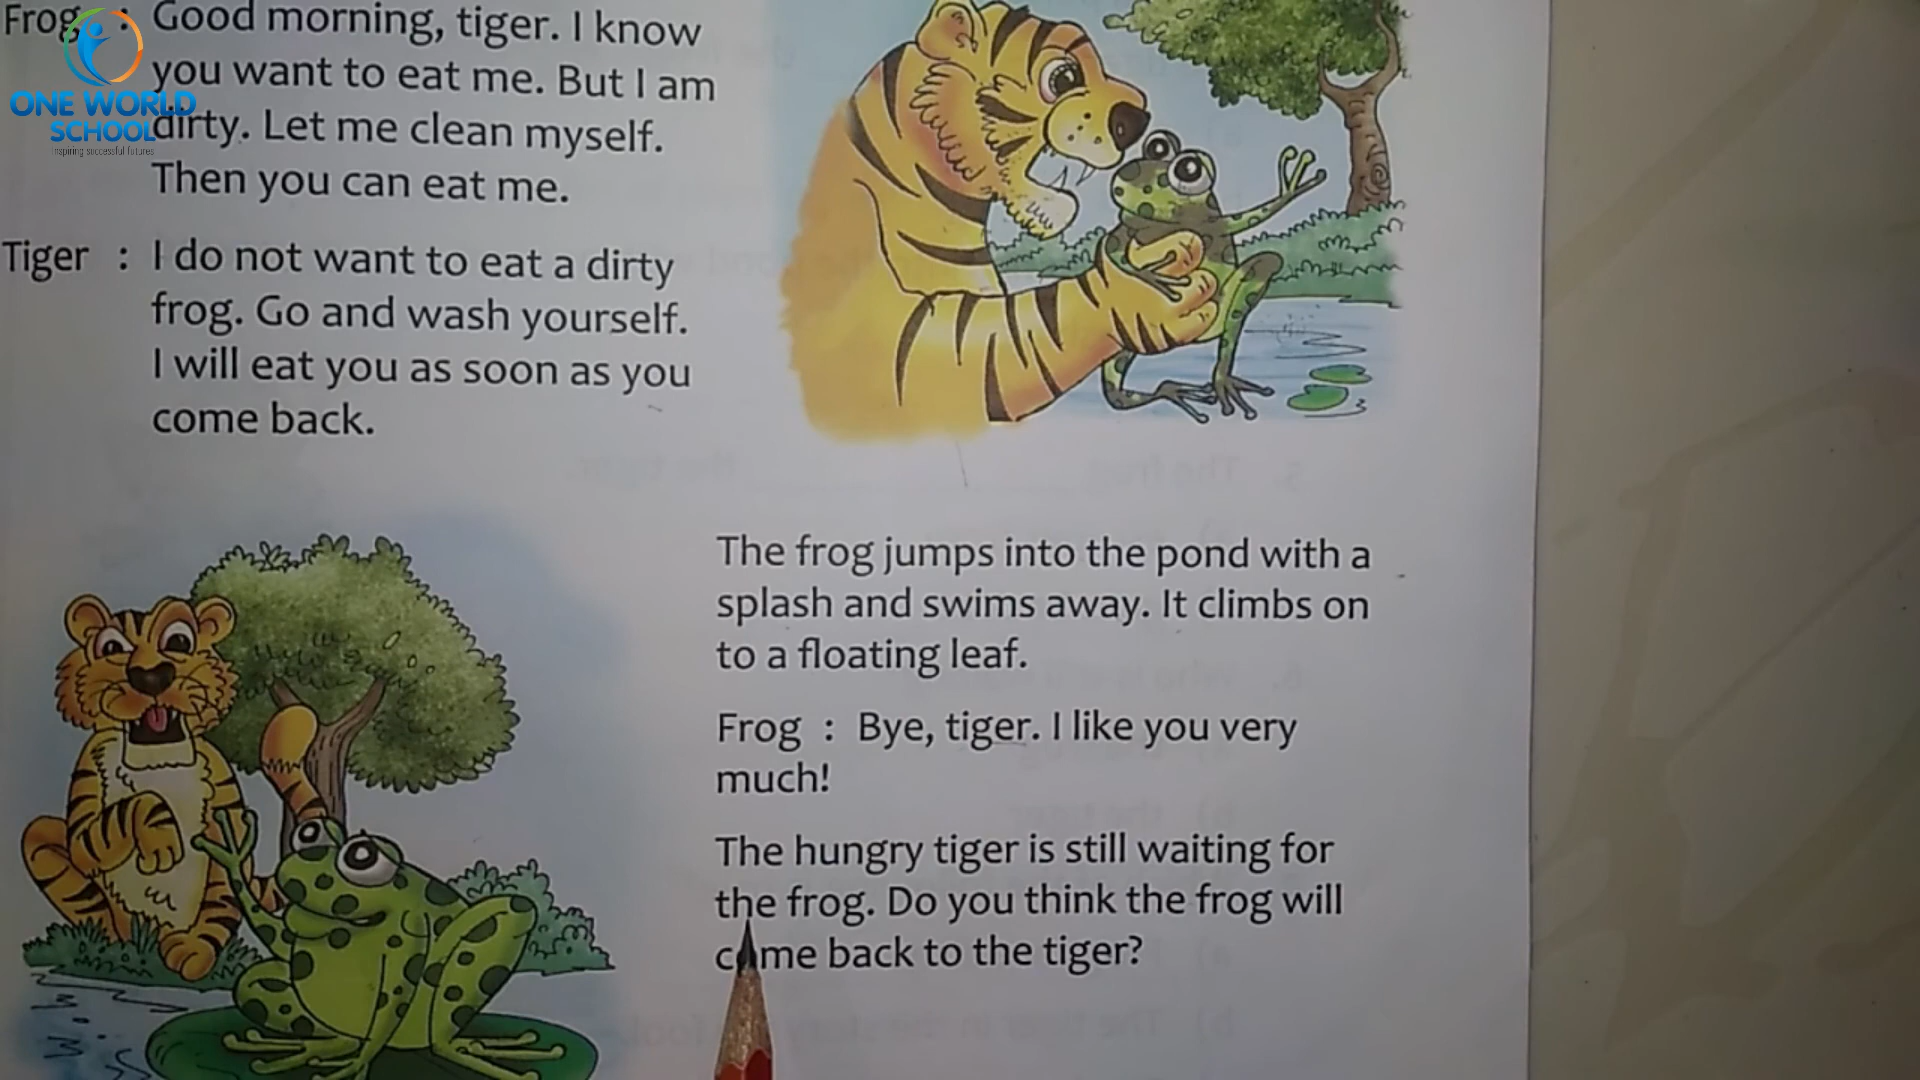 ONE WORLD
SCHOOL
Inspiring successful futures
Frog : Good morning, tiger. I know
you want to eat me. But I am
dirty. Let me clean myself.
Then you can eat me.
Tiger : I do not want to eat a dirty
frog. Go and wash yourself.
I will eat you as soon as you
come back.
The frog jumps into the pond with a
splash and swims away. It climbs on
to a floating leaf.
Frog : Bye, tiger. I like you very
much!
The hungry tiger is still waiting for
the frog. Do you think the frog will
come back to the tiger?